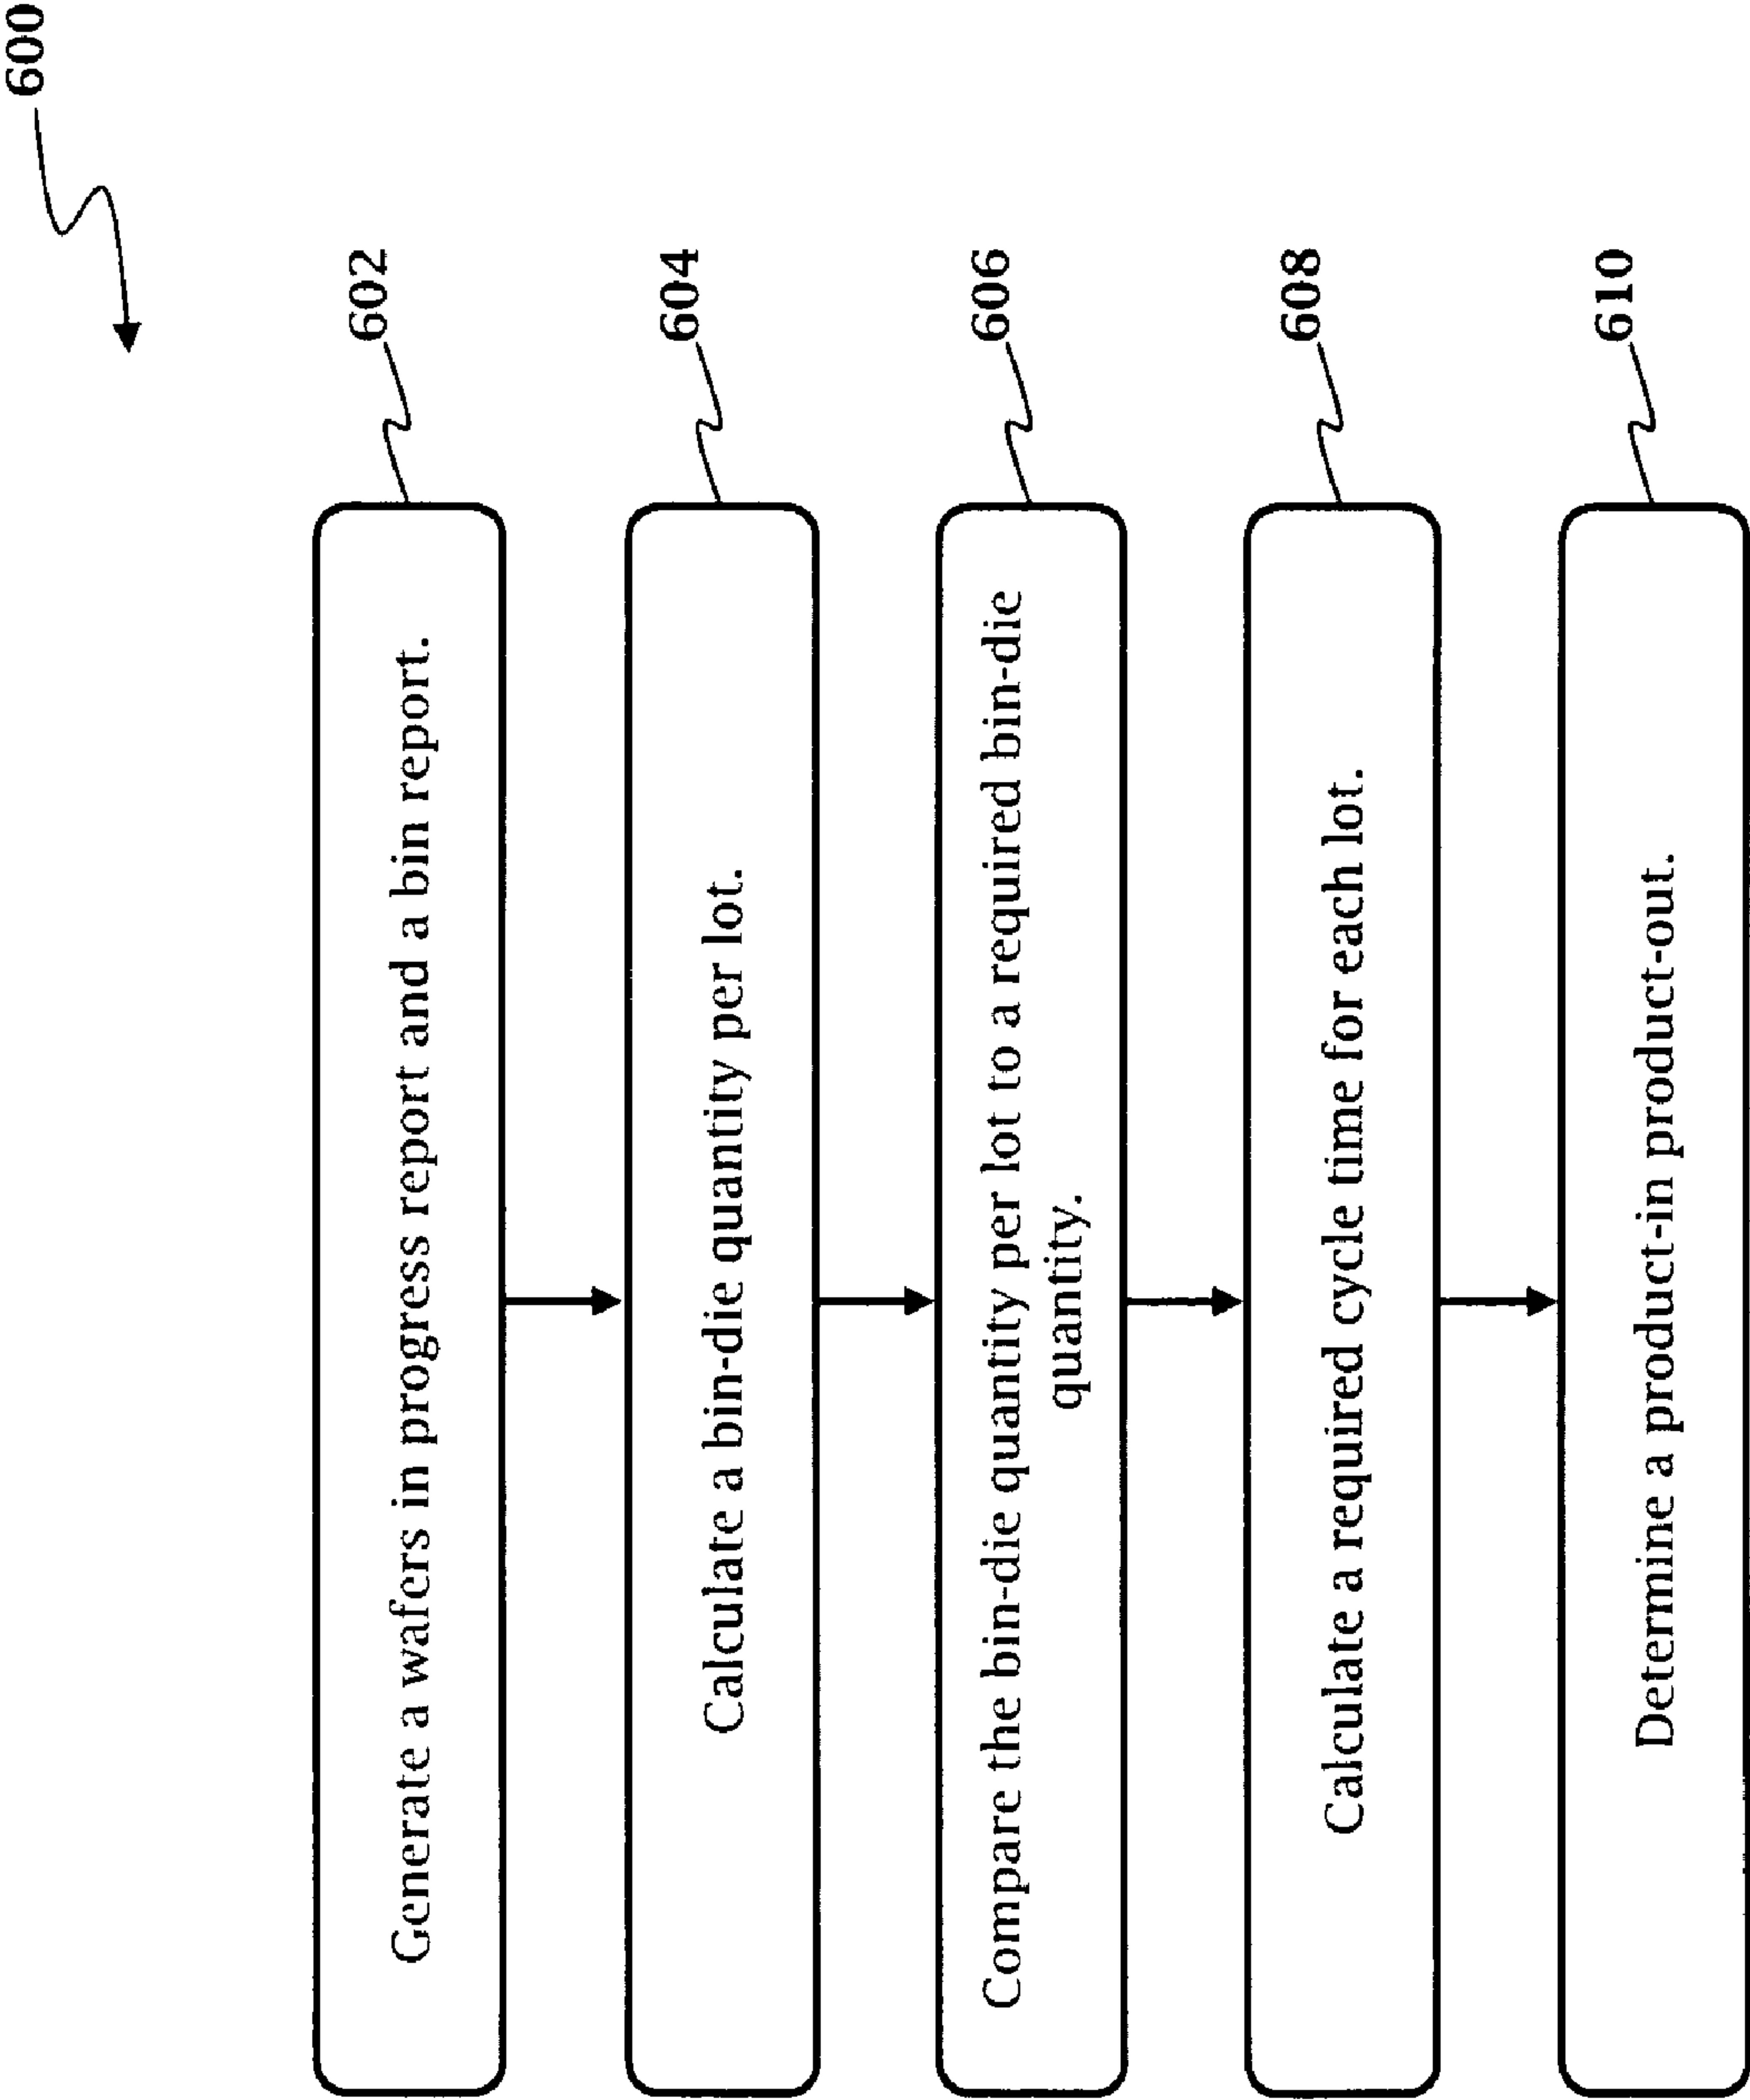 600
602
Generate a wafers in progress report and a bin report.
604
Calculate a bin-die quantity per lot.
606
Compare the bin-die quantity per lot to a required bin-die
quantity.
608
Calculate a required cycle time for each lot.
610
Determine a product-in product-out.